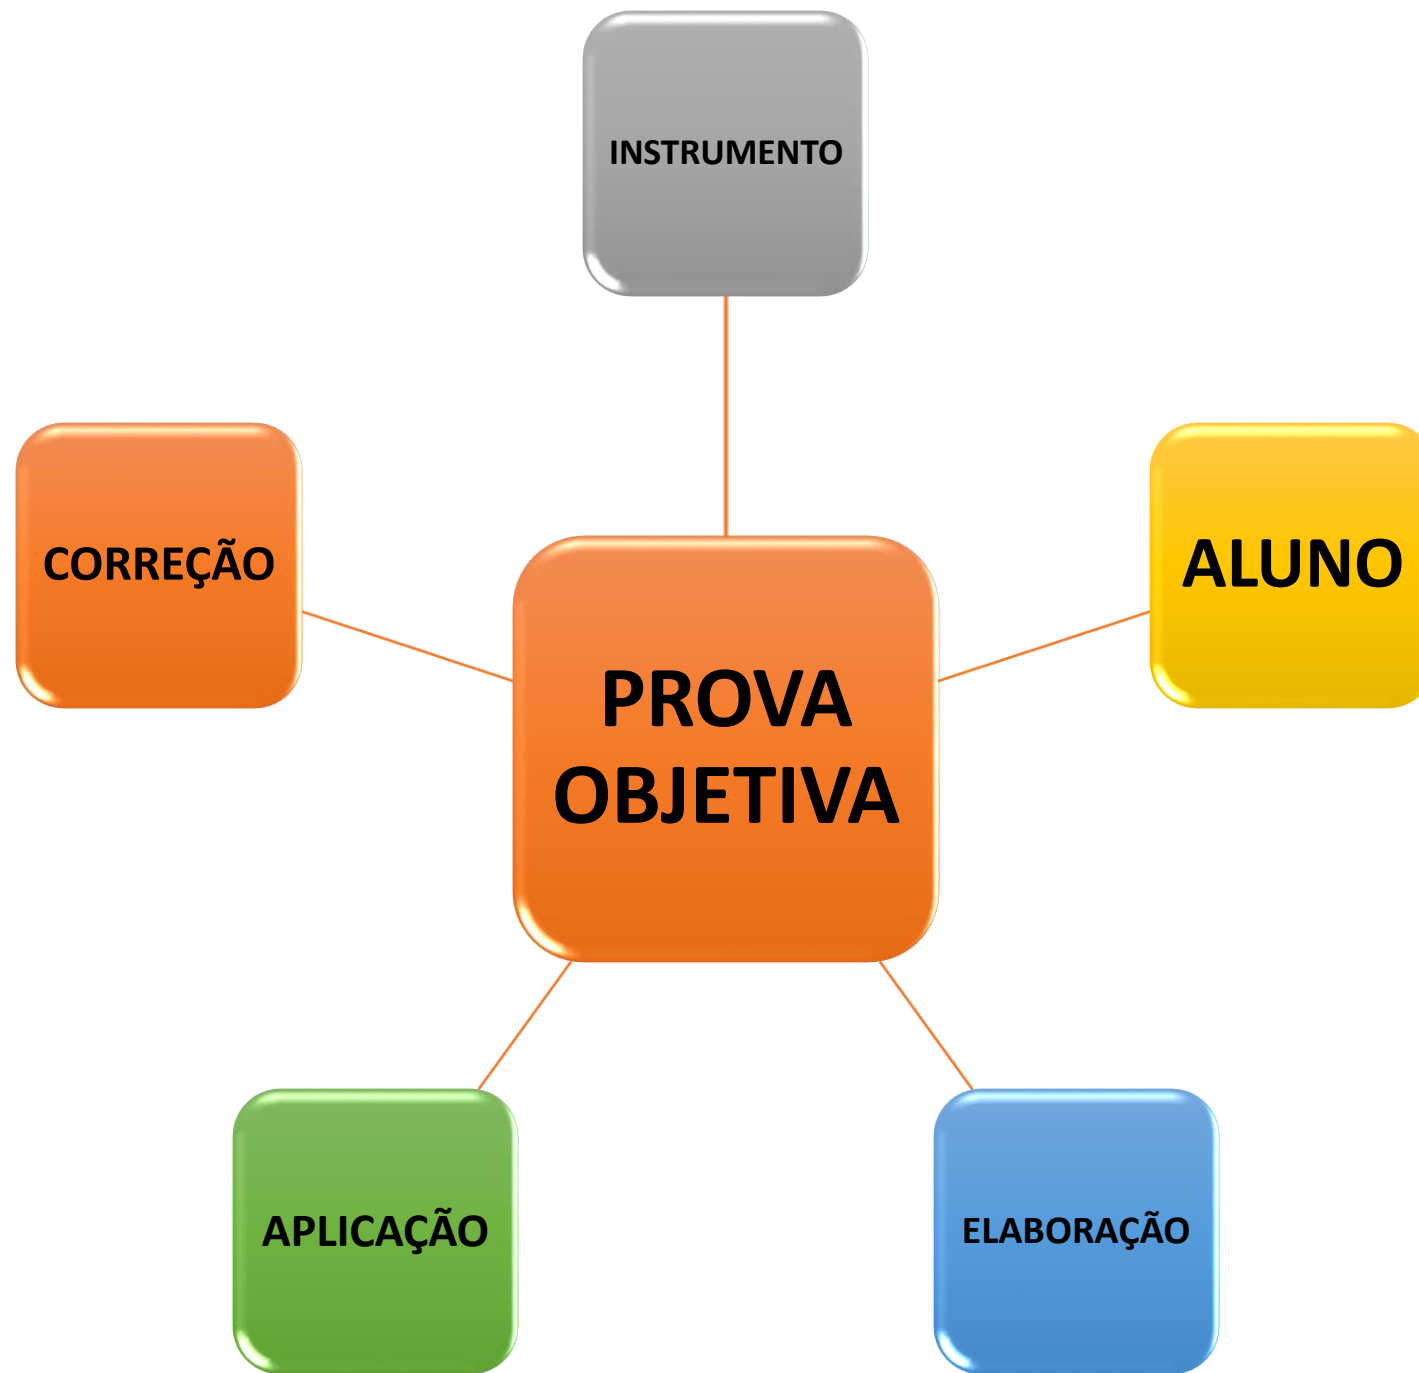 INSTRUMENTO
CORREÇÃO
ALUNO
PROVA
OBJETIVA
APLICAÇÃO
ELABORAÇÃO